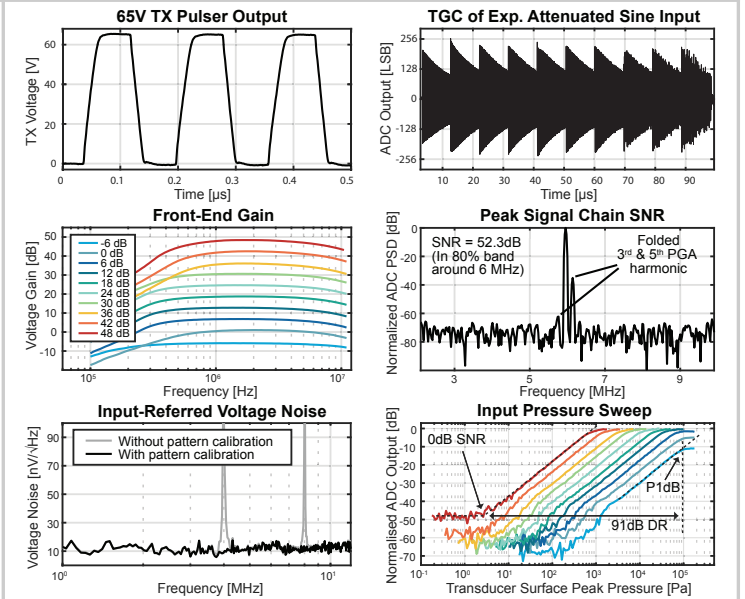 65V TX Pulser Output
TX Voltage [V]
60
40
20
0
0
0.1
0.2
0.3
0.4
0.5
Time [µs]
TGC of Exp. Attenuated Sine Input
ADC Output [LSB]
256
128
0
-128
-256
10
20
30
40
50
60
70
80
90
Time [µs]
Front-End Gain
Voltage Gain [dB]
50
40
30
20
10
0
-10
-6 dB
0 dB
6 dB
12 dB
18 dB
24 dB
30 dB
36 dB
42 dB
48 dB
10⁵
10⁶
10⁷
Frequency [Hz]
Peak Signal Chain SNR
Normalized ADC PSD [dB]
0
-20
-40
-60
-80
SNR = 52.3dB
(In 80% band
around 6 MHz)
Folded
3rd & 5th PGA
harmonic
3
5
7
9
Frequency [MHz]
Input-Referred Voltage Noise
Voltage Noise [nV/√Hz]
90
70
50
30
10
Without pattern calibration
With pattern calibration
10⁰
10¹
Frequency [MHz]
Input Pressure Sweep
Normalised ADC Output [dB]
0
-10
-20
-30
-40
-50
-60
-70
0dB SNR
P1dB
91dB DR
10⁻¹
10⁰
10¹
10²
10³
10⁴
10⁵
Transducer Surface Peak Pressure [Pa]